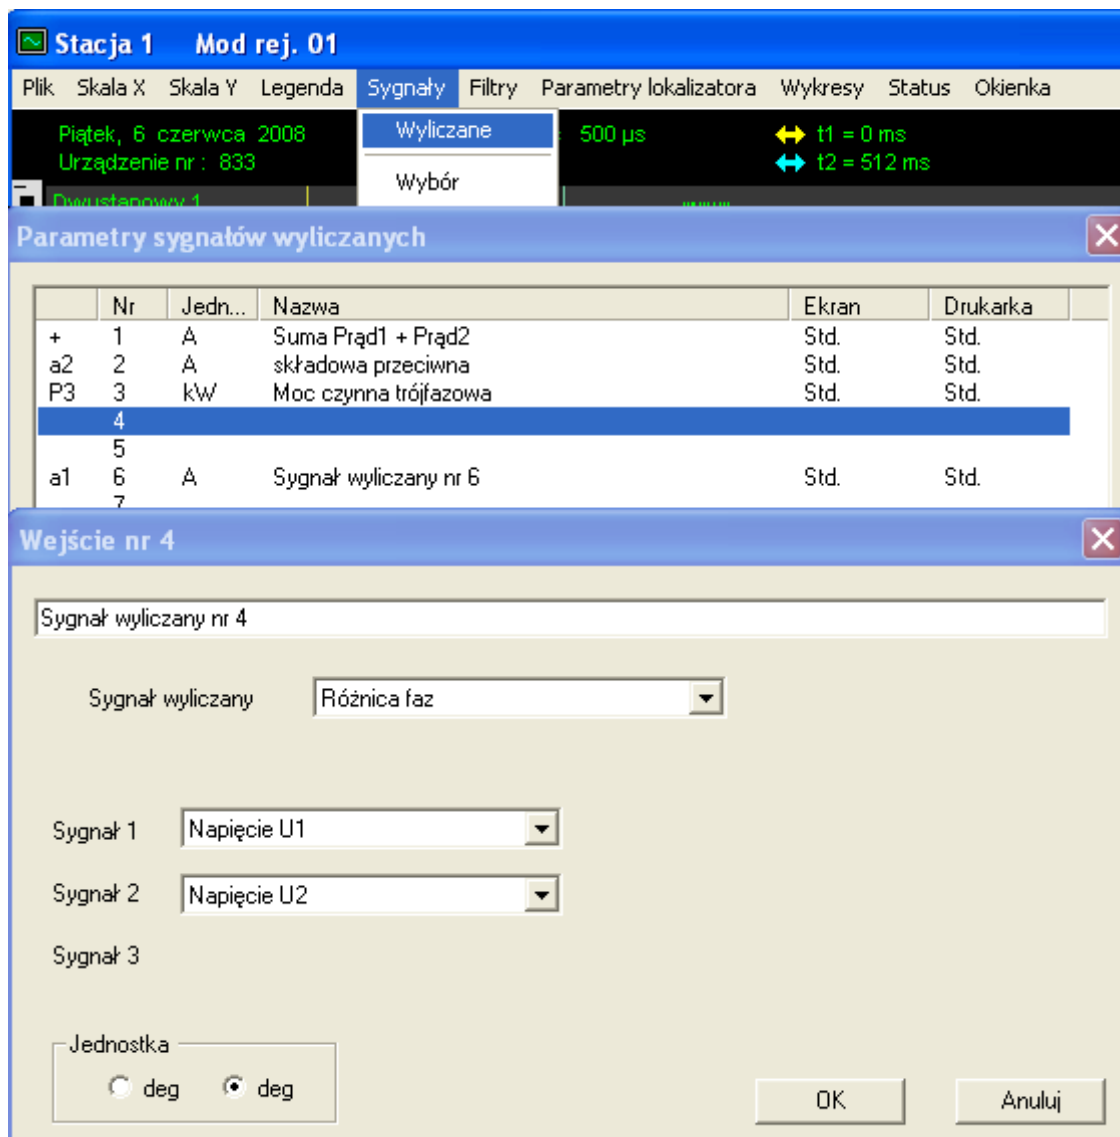 Stacja 1 Mod rej. 01
Plik Skala X Skala Y Legenda Sygnały Filtry Parametry lokalizatora Wykresy Status Okienka
Piątek, 6 czerwca 2008 Wyliczane = 500 µs t1 = 0 ms
Urządzenie nr : 833 t2 = 512 ms
Wybór
Dwustanowy 1
Parametry sygnałów wyliczanych
Nr Jedn... Nazwa Ekran Drukarka
+ 1 A Suma Prąd1 + Prąd2 Std. Std.
a2 2 A składowa przeciwna Std. Std.
P3 3 kW Moc czynna trójfazowa Std. Std.
4
5
a1 6 A Sygnał wyliczany nr 6 Std. Std.
7
Wejście nr 4
Sygnał wyliczany nr 4
Sygnał wyliczany Różnica faz
Sygnał 1 Napięcie U1
Sygnał 2 Napięcie U2
Sygnał 3
Jednostka
deg deg
OK Anuluj